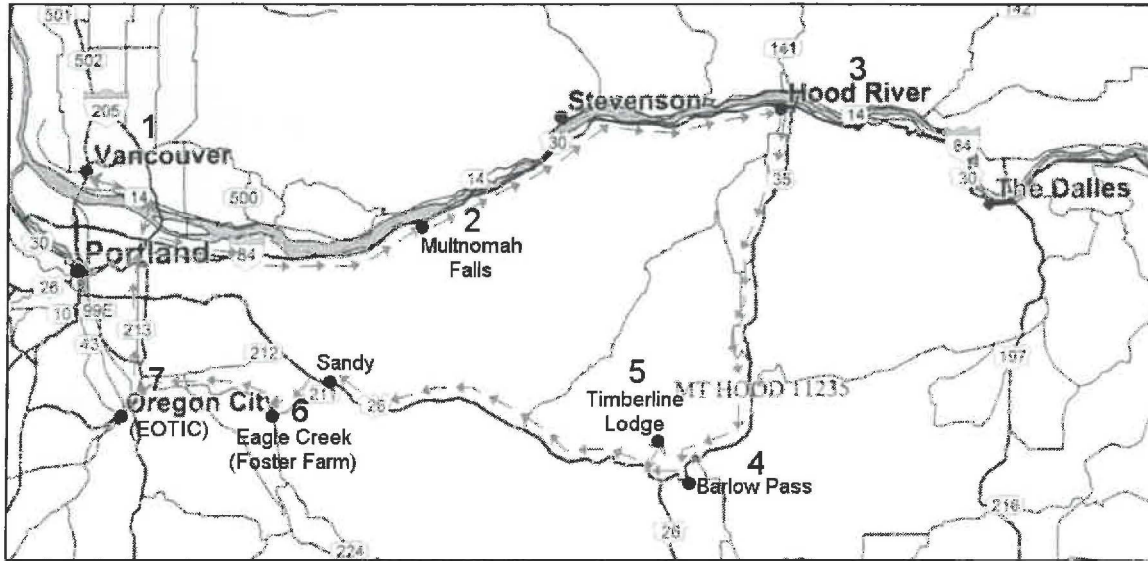 501
142
502
141
205
1
3
Stevenson
Hood River
14
30
84
Vancouver
14
35
30
14
500
The Dalles
2
30
Portland
84
Multnomah
Falls
26
10
99E
43
213
212
197
Sandy
5
MT HOOD 11235
7
211
26
Timberline
Lodge
Oregon City
(EOTIC)
6
Eagle Creek
(Foster Farm)
4
Barlow Pass
216
26
224